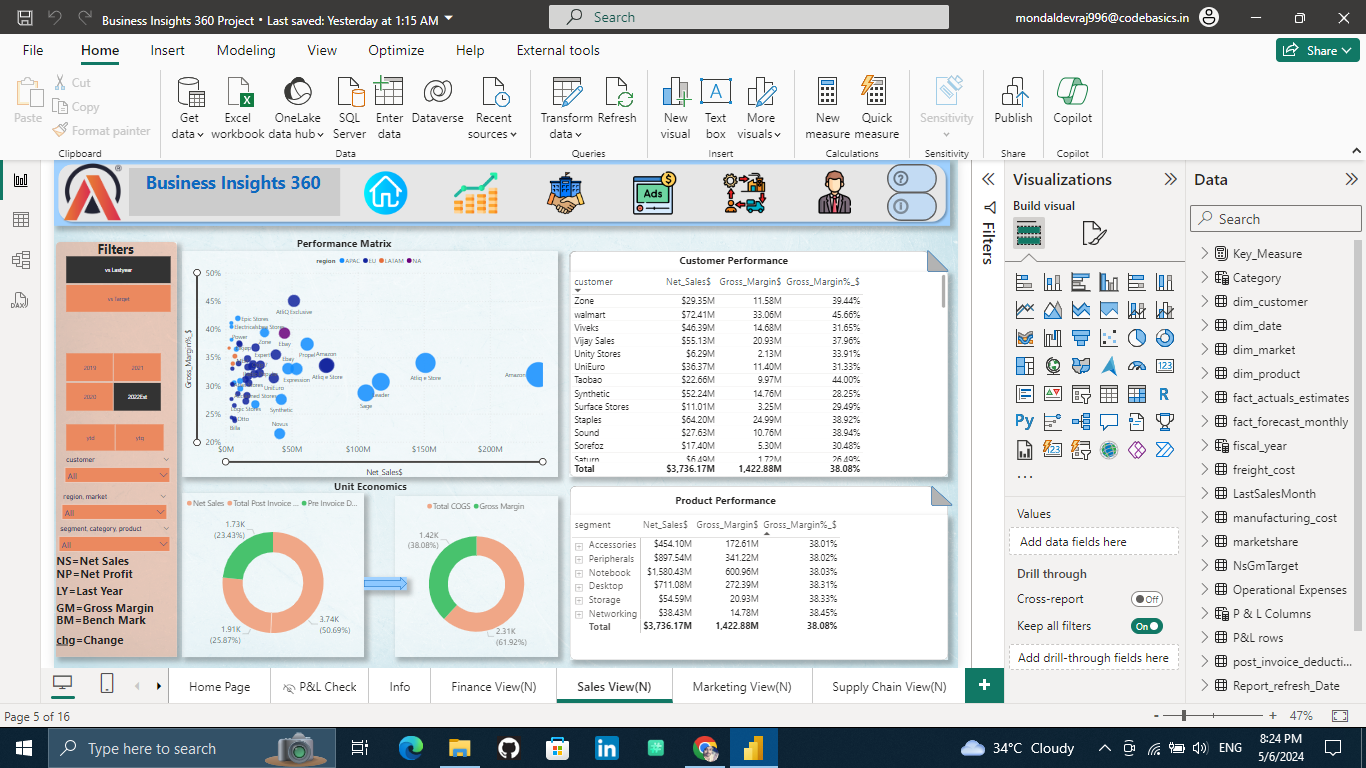 Business Insights 360 Project • Last saved: Yesterday at 1:15 AM
Search
mondaldevraj996@codebasics.in
File Home Insert Modeling View Optimize Help External tools
Share
Paste
Cut
Copy
Format painter
Clipboard
Get data
Excel workbook
OneLake data hub
SQL Server
Enter data
Dataverse
Recent sources
Data
Transform data
Refresh
Queries
New visual
Text box
More visuals
Insert
New measure
Quick measure
Calculations
Sensitivity
Sensitivity
Publish
Share
Copilot
Copilot
Business Insights 360
Ads
Filters
vs Lastyear
vs Target
2019 2021
2020 2022Est
ytd ytg
customer
All
region, market
All
segment, category, product
All
NS=Net Sales
NP=Net Profit
LY=Last Year
GM=Gross Margin
BM=Bench Mark
chg=Change
Performance Matrix
region APAC EU LATAM NA
Gross_Margin%_$
50%
45%
40%
35%
30%
25%
20%
$0M $50M $100M $150M $200M
Net Sales$
AtliQ Exclusive
Epic Stores
Electricalsbea Stores
Zone
Ebay
Propel
Amazon
Expert
Ebay
Atliq e Store
Expression
Atliq e Store
Amazon
UniEuro
Leader
Sage
Synthetic
Novus
Billa
Customer Performance
customer Net_Sales$ Gross_Margin$ Gross_Margin%_$
Zone $29.35M 11.58M 39.44%
walmart $72.41M 33.06M 45.66%
Viveks $46.39M 14.68M 31.65%
Vijay Sales $55.13M 20.93M 37.96%
Unity Stores $6.29M 2.13M 33.91%
UniEuro $36.37M 11.40M 31.33%
Taobao $22.66M 9.97M 44.00%
Synthetic $52.24M 14.76M 28.25%
Surface Stores $11.01M 3.25M 29.49%
Staples $64.20M 24.99M 38.92%
Sound $27.63M 10.76M 38.94%
Sorefoz $17.40M 5.30M 30.48%
Saturn $6.49M 1.72M 26.49%
Total $3,736.17M 1,422.88M 38.08%
Unit Economics
Net Sales Total Post Invoice ... Pre Invoice D...
1.73K
(23.43%)
1.91K
(25.87%)
3.74K
(50.69%)
Total COGS Gross Margin
1.42K
(38.08%)
2.31K
(61.92%)
Product Performance
segment Net_Sales$ Gross_Margin$ Gross_Margin%_$
Accessories $454.10M 172.61M 38.01%
Peripherals $897.54M 341.22M 38.02%
Notebook $1,580.43M 600.96M 38.03%
Desktop $711.08M 272.39M 38.31%
Storage $54.59M 20.93M 38.33%
Networking $38.43M 14.78M 38.45%
Total $3,736.17M 1,422.88M 38.08%
Filters
Visualizations
Build visual
123
R
Py
Values
Add data fields here
Drill through
Cross-report
Off
Keep all filters
On
Add drill-through fields here
Data
Search
Key_Measure
Category
dim_customer
dim_date
dim_market
dim_product
fact_actuals_estimates
fact_forecast_monthly
fiscal_year
freight_cost
LastSalesMonth
manufacturing_cost
marketshare
NsGmTarget
Operational Expenses
P & L Columns
P&L rows
post_invoice_deducti...
Report_refresh_Date
Home Page
P&L Check
Info
Finance View(N)
Sales View(N)
Marketing View(N)
Supply Chain View(N)
Page 5 of 16
47%
Type here to search
34°C Cloudy
ENG
8:24 PM
5/6/2024